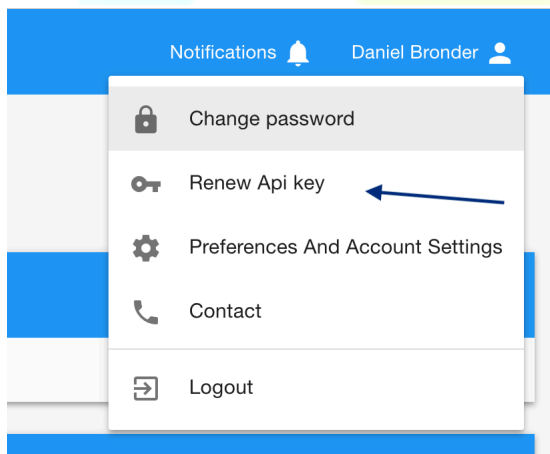 Notifications
Daniel Bronder
Change password
Renew Api key
Preferences And Account Settings
Contact
Logout